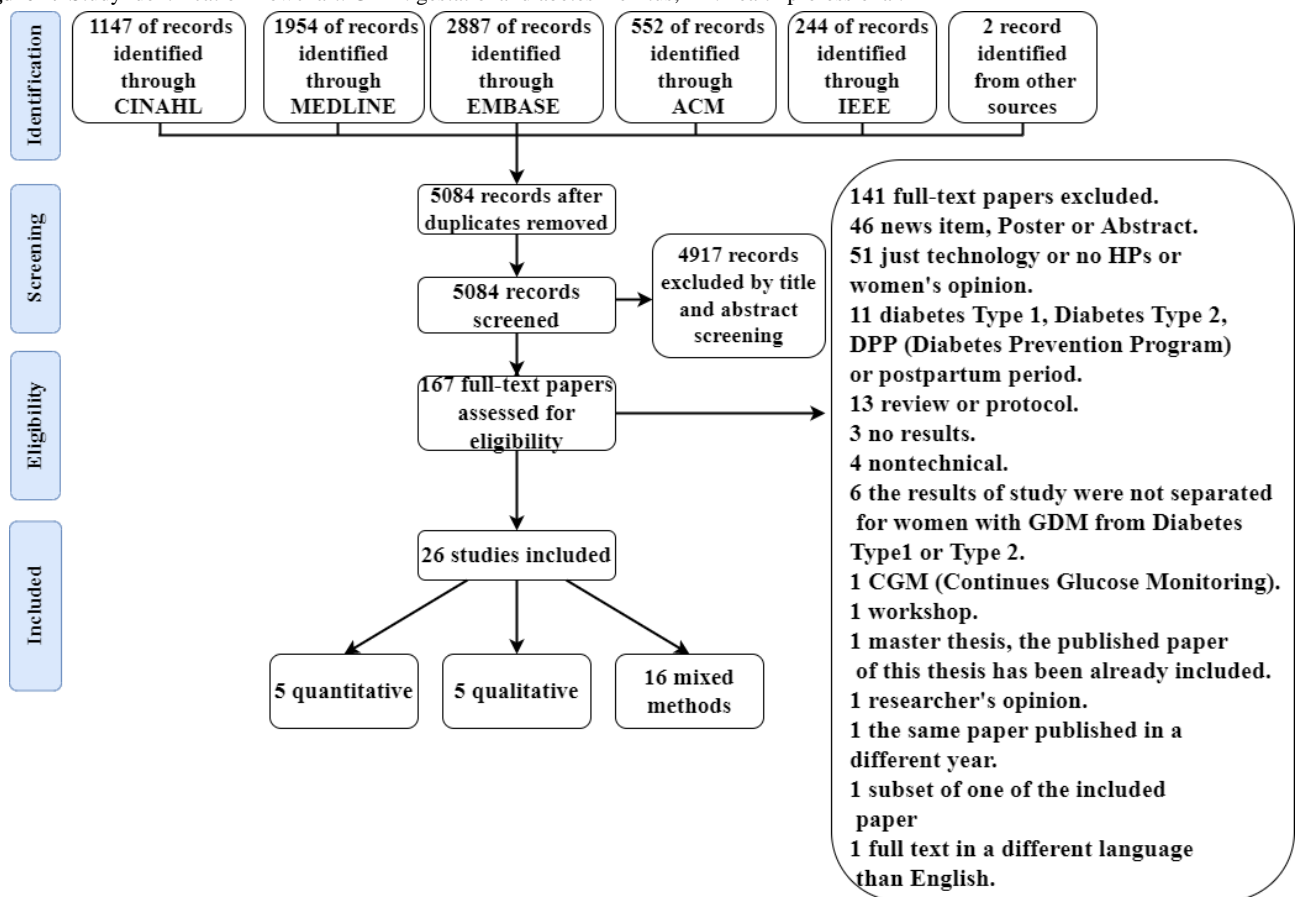 Identification
1147 of records
identified
through
CINAHL
1954 of records
identified
through
MEDLINE
2887 of records
identified
through
EMBASE
552 of records
identified
through
ACM
244 of records
identified
through
IEEE
2 record
identified
from other
sources
Screening
5084 records after
duplicates removed
5084 records
screened
4917 records
excluded by title
and abstract
screening
Eligibility
167 full-text papers
assessed for
eligibility
141 full-text papers excluded.
46 news item, Poster or Abstract.
51 just technology or no HPs or
women's opinion.
11 diabetes Type 1, Diabetes Type 2,
DPP (Diabetes Prevention Program)
or postpartum period.
13 review or protocol.
3 no results.
4 nontechnical.
6 the results of study were not separated
for women with GDM from Diabetes
Type1 or Type 2.
1 CGM (Continues Glucose Monitoring).
1 workshop.
1 master thesis, the published paper
of this thesis has been already included.
1 researcher's opinion.
1 the same paper published in a
different year.
1 subset of one of the included
paper
1 full text in a different language
than English.
Included
26 studies included
5 quantitative
5 qualitative
16 mixed
methods